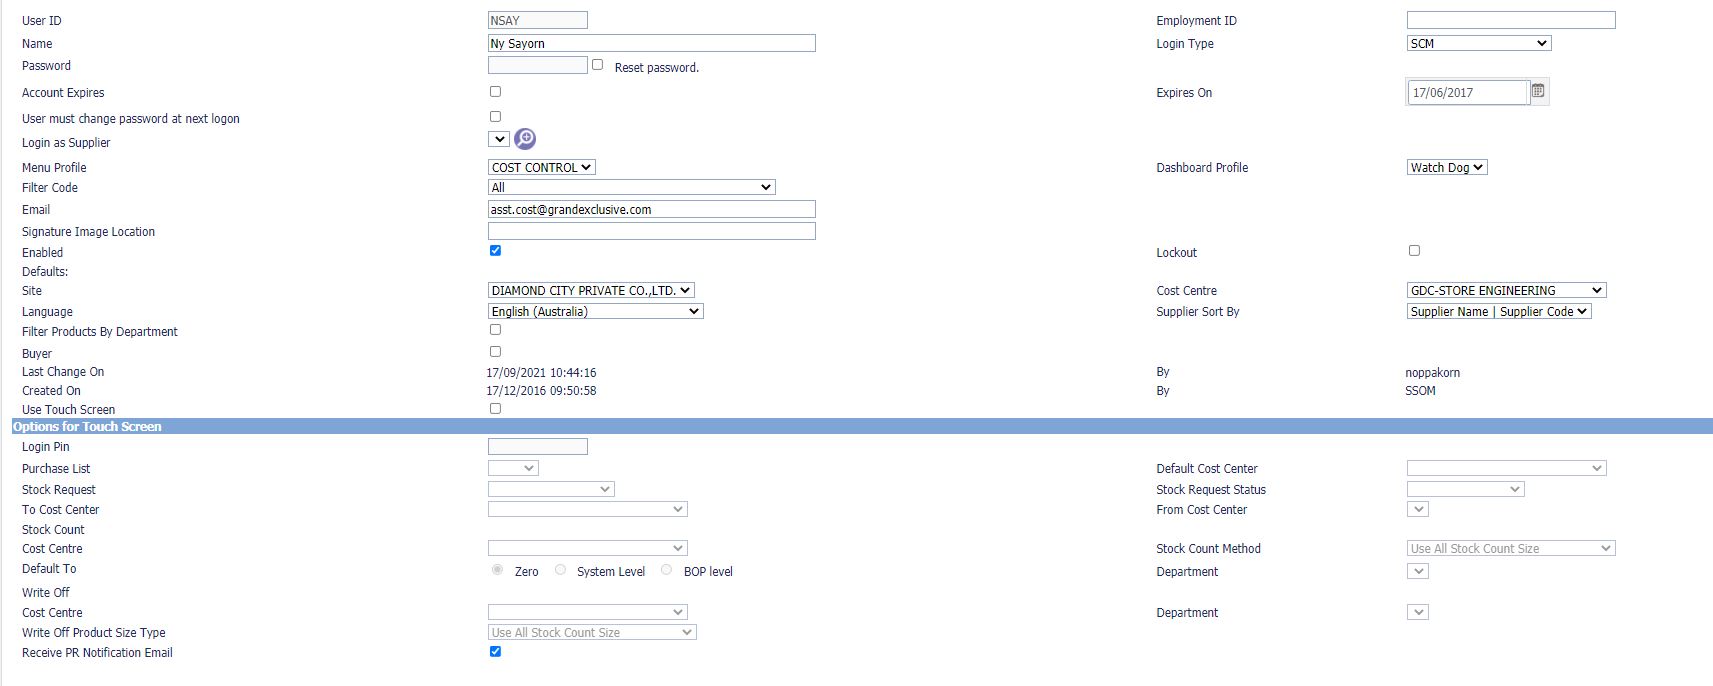 User ID NSAY Employment ID
Name Ny Sayorn Login Type SCM
Password Reset password.
Account Expires Expires On 17/06/2017
User must change password at next logon
Login as Supplier
Menu Profile COST CONTROL Dashboard Profile Watch Dog
Filter Code All
Email asst.cost@grandexclusive.com
Signature Image Location
Enabled Lockout
Defaults:
Site DIAMOND CITY PRIVATE CO.,LTD. Cost Centre GDC-STORE ENGINEERING
Language English (Australia) Supplier Sort By Supplier Name | Supplier Code
Filter Products By Department
Buyer
Last Change On 17/09/2021 10:44:16 By noppakorn
Created On 17/12/2016 09:50:58 By SSOM
Use Touch Screen
Options for Touch Screen
Login Pin
Purchase List Default Cost Center
Stock Request Stock Request Status
To Cost Center From Cost Center
Stock Count
Cost Centre Stock Count Method Use All Stock Count Size
Default To Zero System Level BOP level Department
Write Off
Cost Centre Department
Write Off Product Size Type Use All Stock Count Size
Receive PR Notification Email